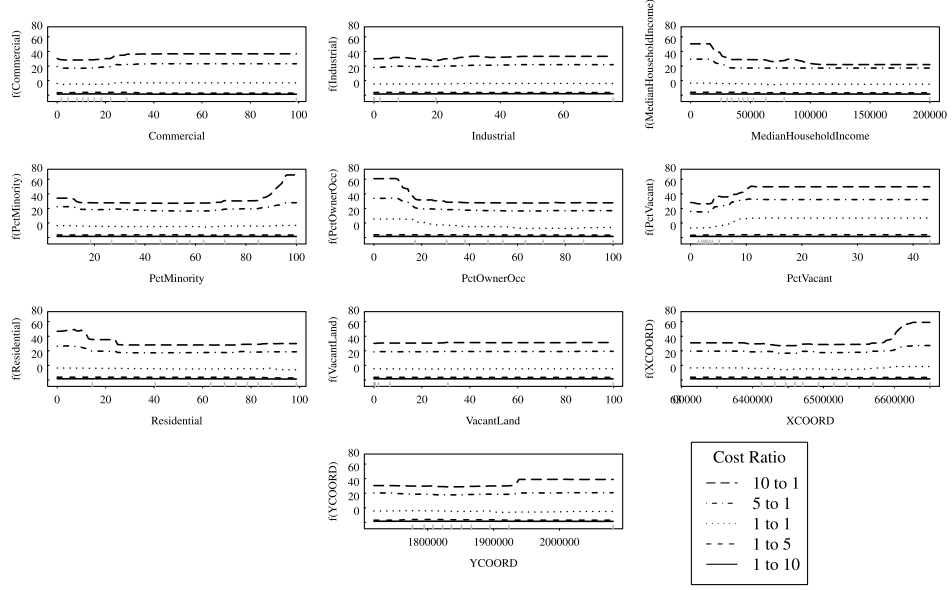 f(Commercial)
80
60
40
20
0
0 20 40 60 80 100
Commercial
f(Industrial)
80
60
40
20
0
0 20 40 60
Industrial
f(MedianHouseholdIncome)
80
60
40
20
0
0 50000 100000 150000 200000
MedianHouseholdIncome
f(PctMinority)
80
60
40
20
0
20 40 60 80 100
PctMinority
f(PctOwnerOcc)
80
60
40
20
0
0 20 40 60 80 100
PctOwnerOcc
f(PctVacant)
80
60
40
20
0
0 10 20 30 40
PctVacant
f(Residential)
80
60
40
20
0
0 20 40 60 80 100
Residential
f(VacantLand)
80
60
40
20
0
0 20 40 60 80 100
VacantLand
f(XCOORD)
80
60
40
20
0
6400000 6500000 6600000
XCOORD
f(YCOORD)
80
60
40
20
0
1800000 1900000 2000000
YCOORD
Cost Ratio
10 to 1
5 to 1
1 to 1
1 to 5
1 to 10